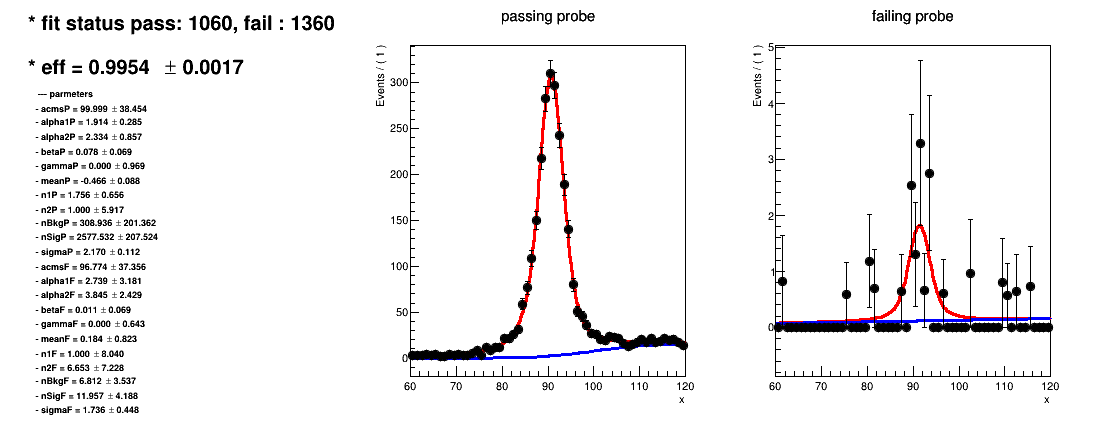 * fit status pass: 1060, fail : 1360
* eff = 0.9954 ± 0.0017
--- parmeters
- acmsP = 99.999 ± 38.454
- alpha1P = 1.914 ± 0.285
- alpha2P = 2.334 ± 0.857
- betaP = 0.078 ± 0.069
- gammaP = 0.000 ± 0.969
- meanP = -0.466 ± 0.088
- n1P = 1.756 ± 0.656
- n2P = 1.000 ± 5.917
- nBkgP = 308.936 ± 201.362
- nSigP = 2577.532 ± 207.524
- sigmaP = 2.170 ± 0.112
- acmsF = 96.774 ± 37.356
- alpha1F = 2.739 ± 3.181
- alpha2F = 3.845 ± 2.429
- betaF = 0.011 ± 0.069
- gammaF = 0.000 ± 0.643
- meanF = 0.184 ± 0.823
- n1F = 1.000 ± 8.040
- n2F = 6.653 ± 7.228
- nBkgF = 6.812 ± 3.537
- nSigF = 11.957 ± 4.188
- sigmaF = 1.736 ± 0.448
passing probe
Events / ( 1 )
300
250
200
150
100
50
0
60 70 80 90 100 110 120
x
failing probe
Events / ( 1 )
5
4
3
2
1
0
60 70 80 90 100 110 120
x